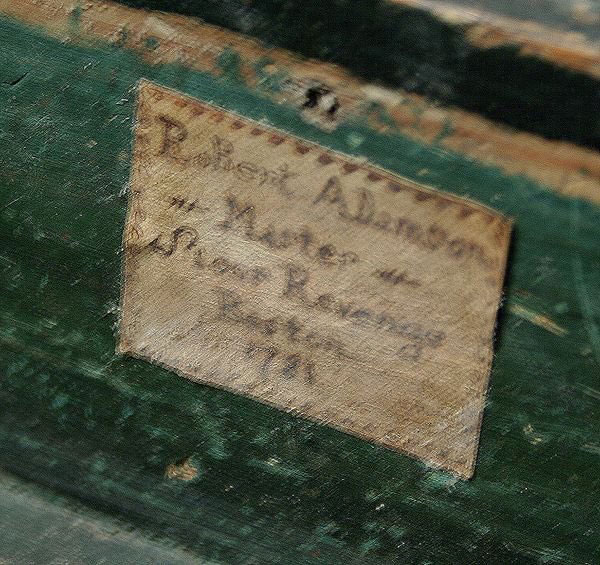 Robert Adamson
Master
Sloop Revenge
Boston
1781